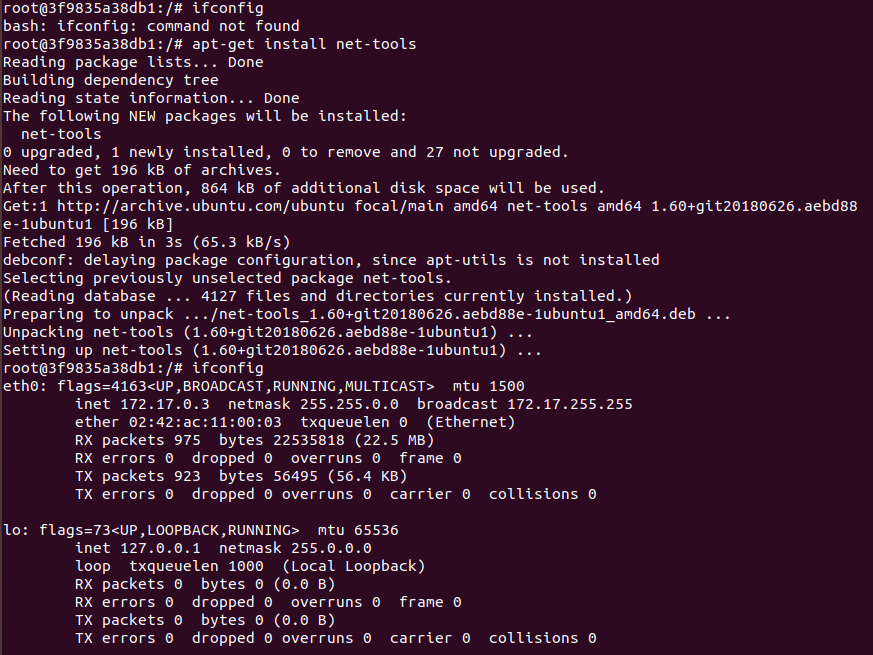 root@3f9835a38db1:/# ifconfig
bash: ifconfig: command not found
root@3f9835a38db1:/# apt-get install net-tools
Reading package lists... Done
Building dependency tree
Reading state information... Done
The following NEW packages will be installed:
  net-tools
0 upgraded, 1 newly installed, 0 to remove and 27 not upgraded.
Need to get 196 kB of archives.
After this operation, 864 kB of additional disk space will be used.
Get:1 http://archive.ubuntu.com/ubuntu focal/main amd64 net-tools amd64 1.60+git20180626.aebd88
e-1ubuntu1 [196 kB]
Fetched 196 kB in 3s (65.3 kB/s)
debconf: delaying package configuration, since apt-utils is not installed
Selecting previously unselected package net-tools.
(Reading database ... 4127 files and directories currently installed.)
Preparing to unpack .../net-tools_1.60+git20180626.aebd88e-1ubuntu1_amd64.deb ...
Unpacking net-tools (1.60+git20180626.aebd88e-1ubuntu1) ...
Setting up net-tools (1.60+git20180626.aebd88e-1ubuntu1) ...
root@3f9835a38db1:/# ifconfig
eth0: flags=4163<UP,BROADCAST,RUNNING,MULTICAST>  mtu 1500
        inet 172.17.0.3  netmask 255.255.0.0  broadcast 172.17.255.255
        ether 02:42:ac:11:00:03  txqueuelen 0  (Ethernet)
        RX packets 975  bytes 22535818 (22.5 MB)
        RX errors 0  dropped 0  overruns 0  frame 0
        TX packets 923  bytes 56495 (56.4 KB)
        TX errors 0  dropped 0 overruns 0  carrier 0  collisions 0

lo: flags=73<UP,LOOPBACK,RUNNING>  mtu 65536
        inet 127.0.0.1  netmask 255.0.0.0
        loop  txqueuelen 1000  (Local Loopback)
        RX packets 0  bytes 0 (0.0 B)
        RX errors 0  dropped 0  overruns 0  frame 0
        TX packets 0  bytes 0 (0.0 B)
        TX errors 0  dropped 0 overruns 0  carrier 0  collisions 0